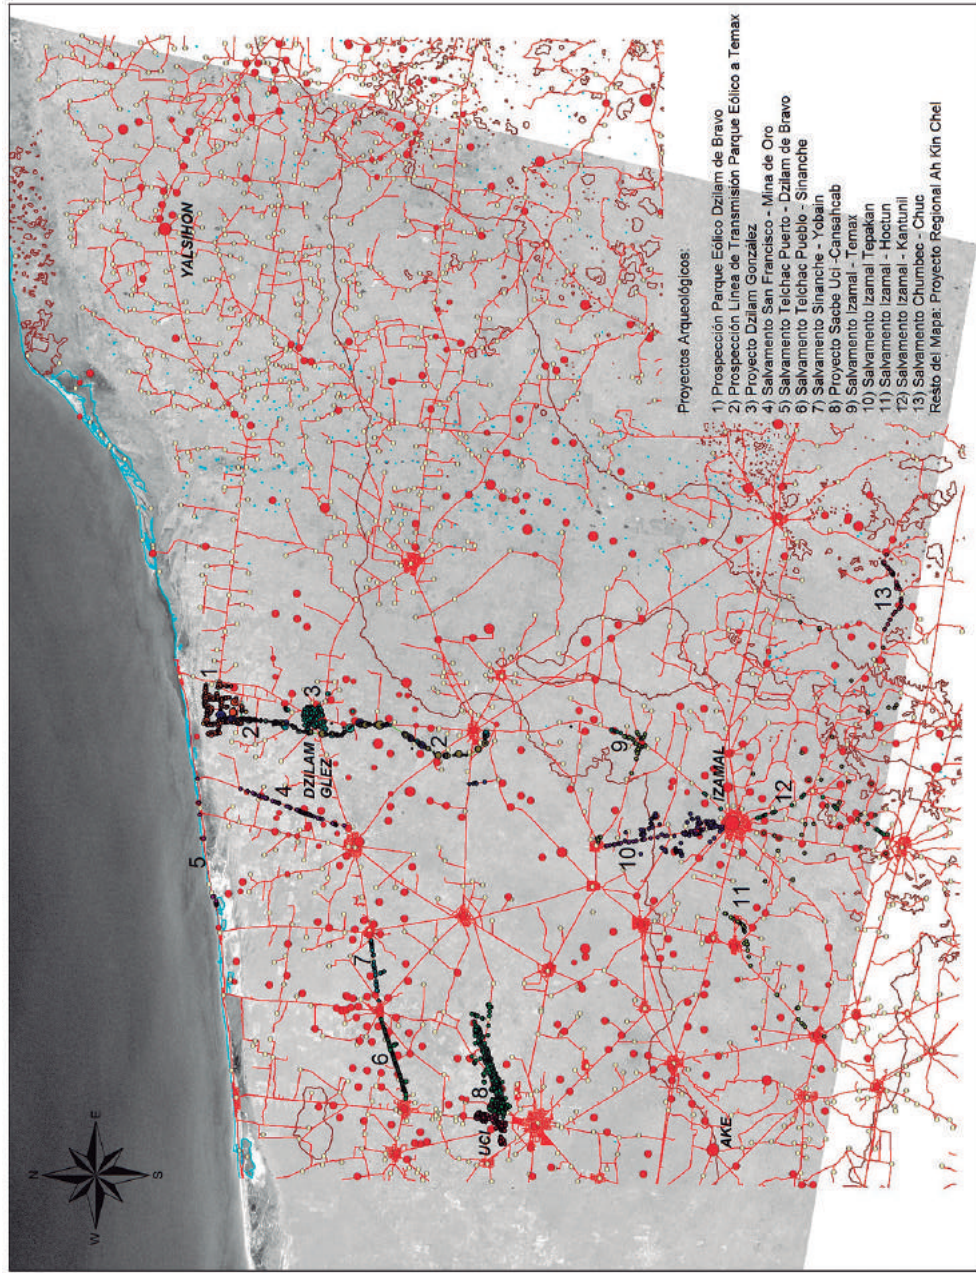 N
W
E
S
YALSIHON
1
2
3
DZILAM
GLEZ
4
5
2
7
6
8
UCI
9
IZAMAL
10
12
11
13
AKE
Proyectos Arqueológicos:
1) Prospección Parque Eólico Dzilam de Bravo
2) Prospección Línea de Transmisión Parque Eólico a Temax
3) Proyecto Dzilam González
4) Salvamento San Francisco - Mina de Oro
5) Salvamento Telchac Puerto - Dzilam de Bravo
6) Salvamento Telchac Pueblo - Sinanche
7) Salvamento Sinanche - Yobain
8) Proyecto Sacbe Uci -Cansahcab
9) Salvamento Izamal - Temax
10) Salvamento Izamal Tepakan
11) Salvamento Izamal - Hoctun
12) Salvamento Izamal - Kantunil
13) Salvamento Chumbec - Chuc
Resto del Mapa: Proyecto Regional Ah Kin Chel